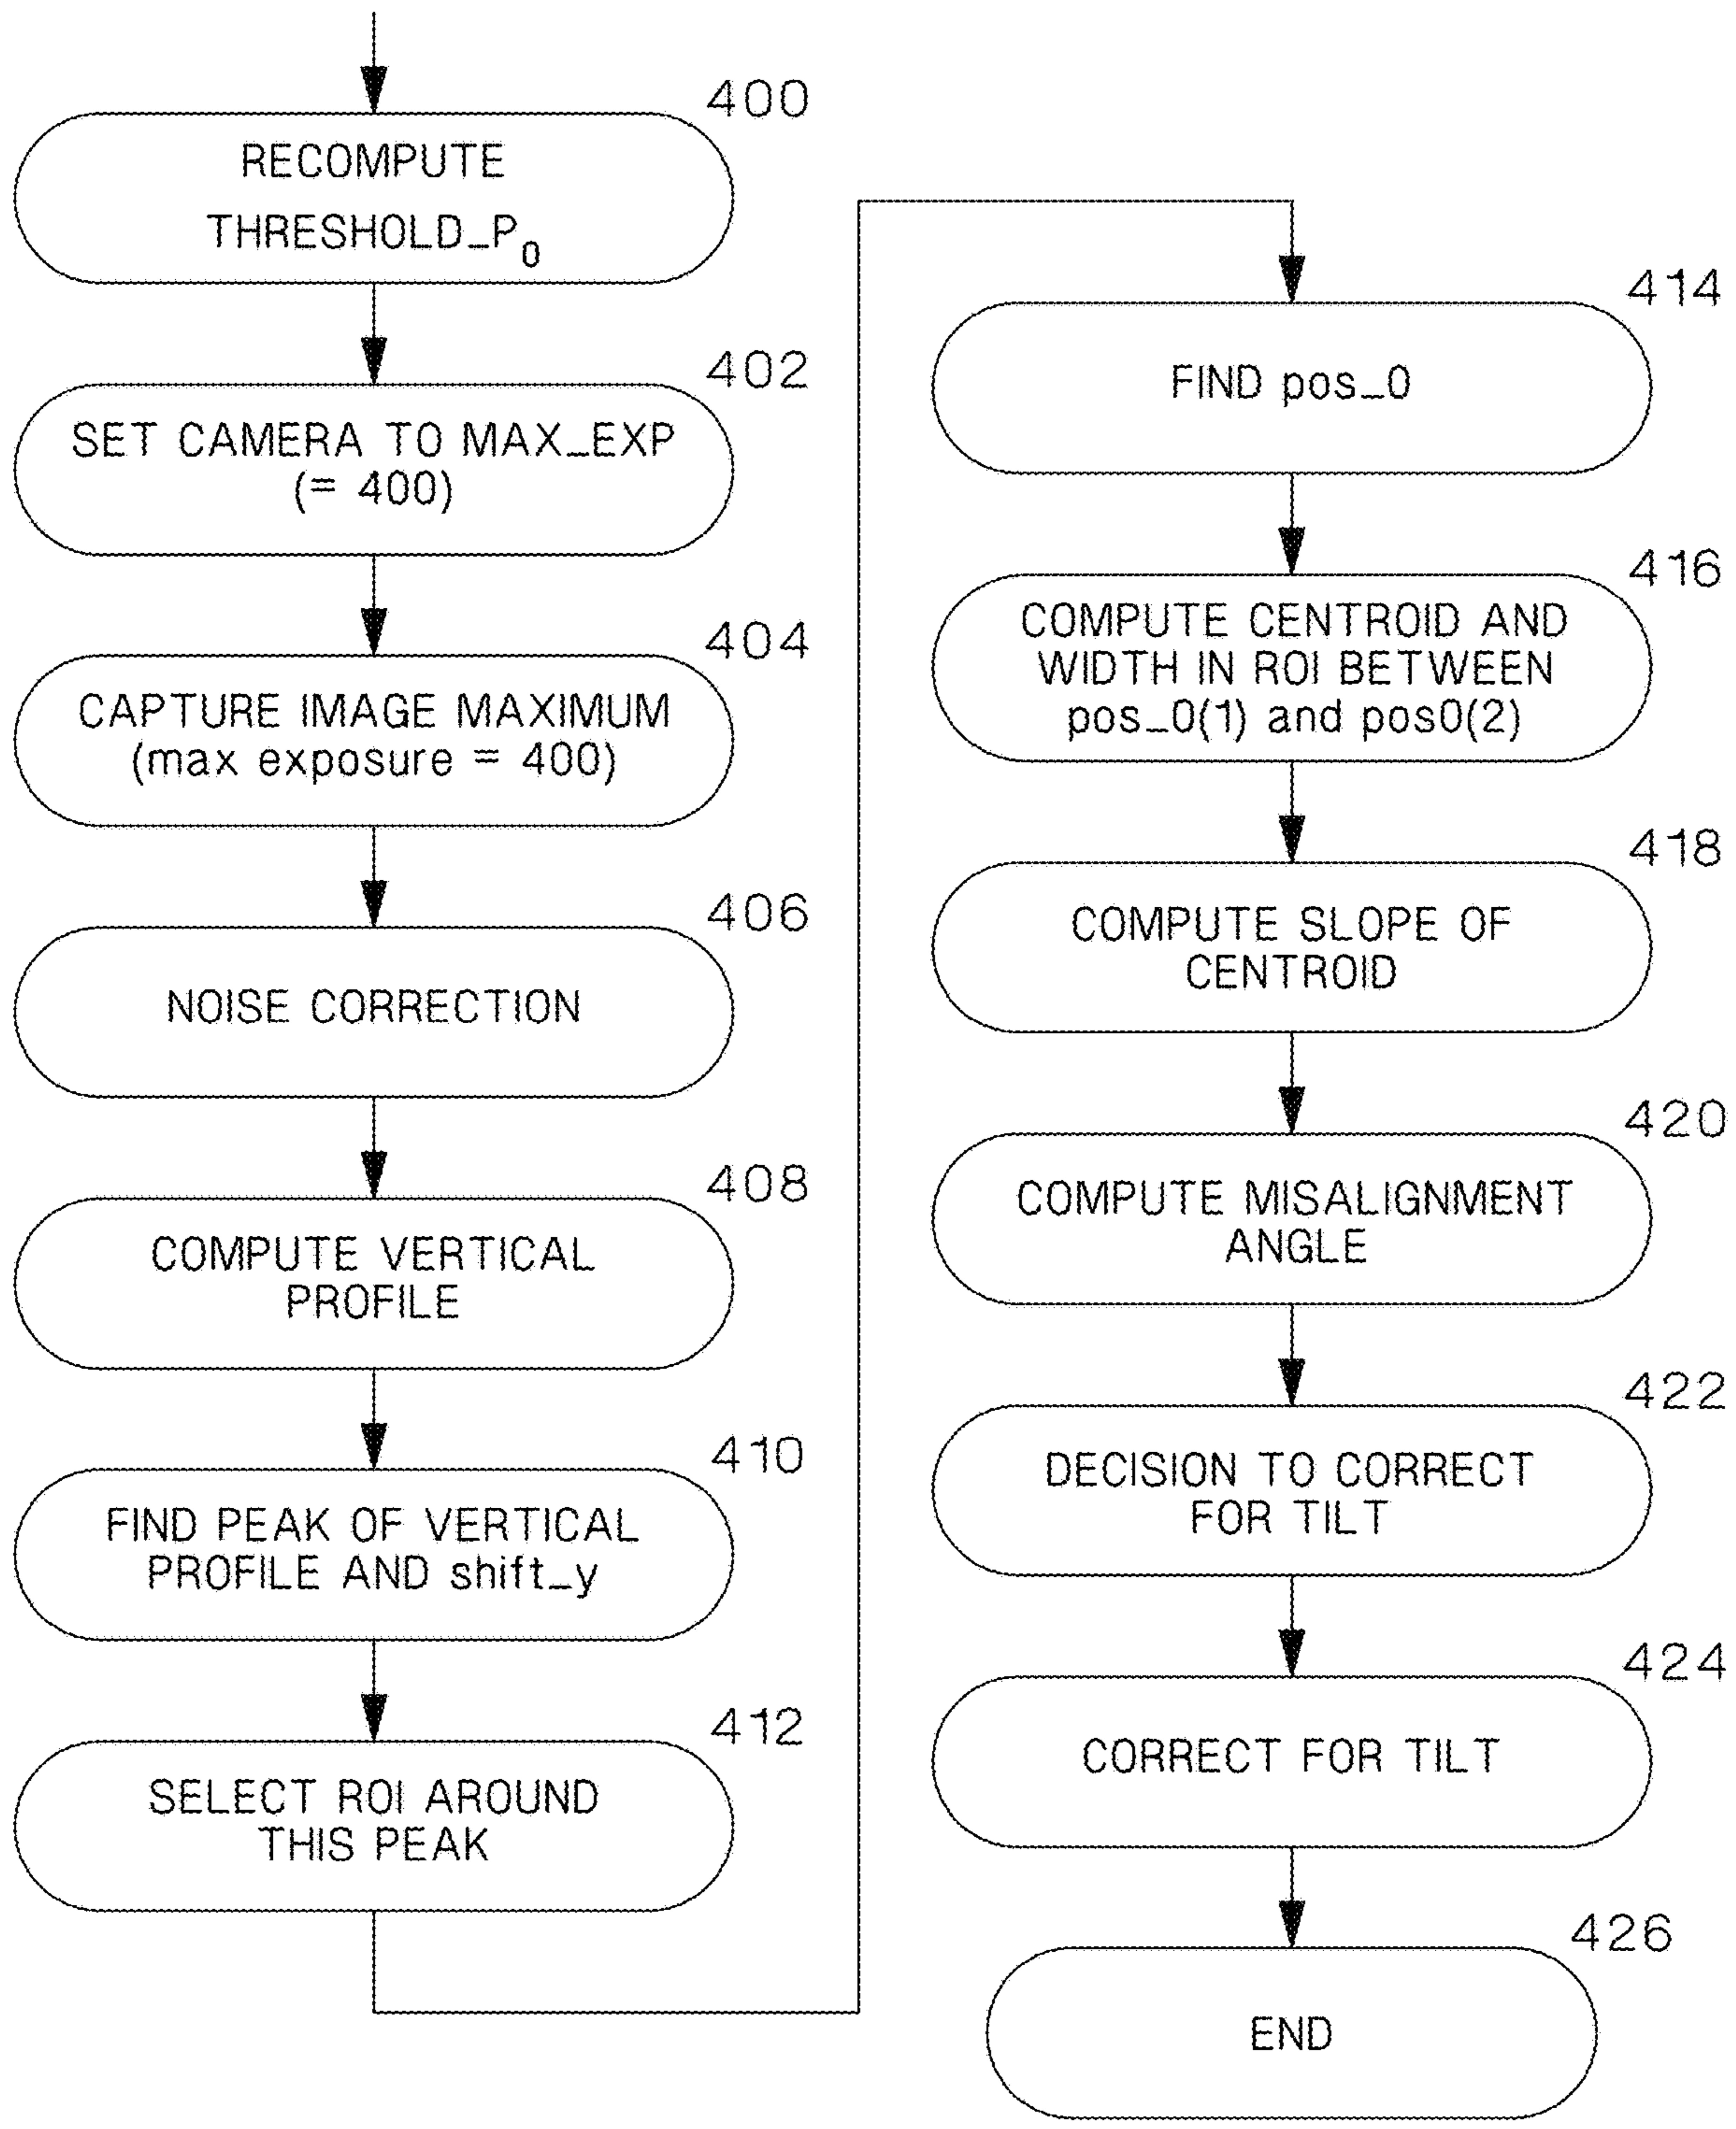 400
RECOMPUTE
THRESHOLD_P0
402
SET CAMERA TO MAX_EXP
(= 400)
404
CAPTURE IMAGE MAXIMUM
(max exposure = 400)
406
NOISE CORRECTION
408
COMPUTE VERTICAL
PROFILE
410
FIND PEAK OF VERTICAL
PROFILE AND shift_y
412
SELECT ROI AROUND
THIS PEAK
414
FIND pos_0
416
COMPUTE CENTROID AND
WIDTH IN ROI BETWEEN
pos_0(1) and pos0(2)
418
COMPUTE SLOPE OF
CENTROID
420
COMPUTE MISALIGNMENT
ANGLE
422
DECISION TO CORRECT
FOR TILT
424
CORRECT FOR TILT
426
END